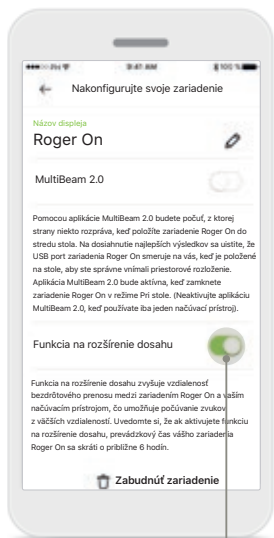 9:41 AM
100 %
Nakonfigurujte svoje zariadenie
Názov displeja
Roger On
MultiBeam 2.0
Pomocou aplikácie MultiBeam 2.0 budete počuť, z ktorej
strany niekto rozpráva, keď položíte zariadenie Roger On do
stredu stola. Na dosiahnutie najlepších výsledkov sa uistite, že
USB port zariadenia Roger On smeruje na vás, keď je položené
na stole, aby ste správne vnímali priestorové rozloženie.
Aplikácia MultiBeam 2.0 bude aktívna, keď zamknete
zariadenie Roger On v režime Pri stole. (Neaktivujte aplikáciu
MultiBeam 2.0, keď používate iba jeden načúvací prístroj).
Funkcia na rozšírenie dosahu
Funkcia na rozšírenie dosahu zvyšuje vzdialenosť
bezdrôtového prenosu medzi zariadením Roger On a vaším
načúvacím prístrojom, čo umožňuje počúvanie zvukov
z väčších vzdialeností. Uvedomte si, že ak aktivujete funkciu
na rozšírenie dosahu, prevádzkový čas vášho zariadenia
Roger On sa skráti o približne 6 hodín.
Zabudnúť zariadenie